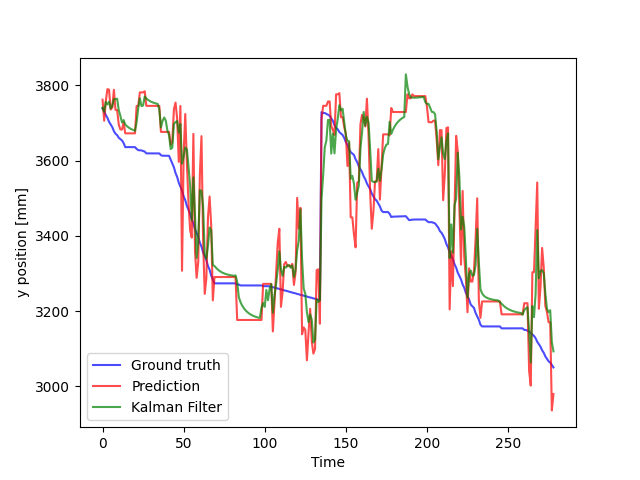 3800
3600
3400
3200
3000
y position [mm]
Ground truth
Prediction
Kalman Filter
0 50 100 150 200 250
Time